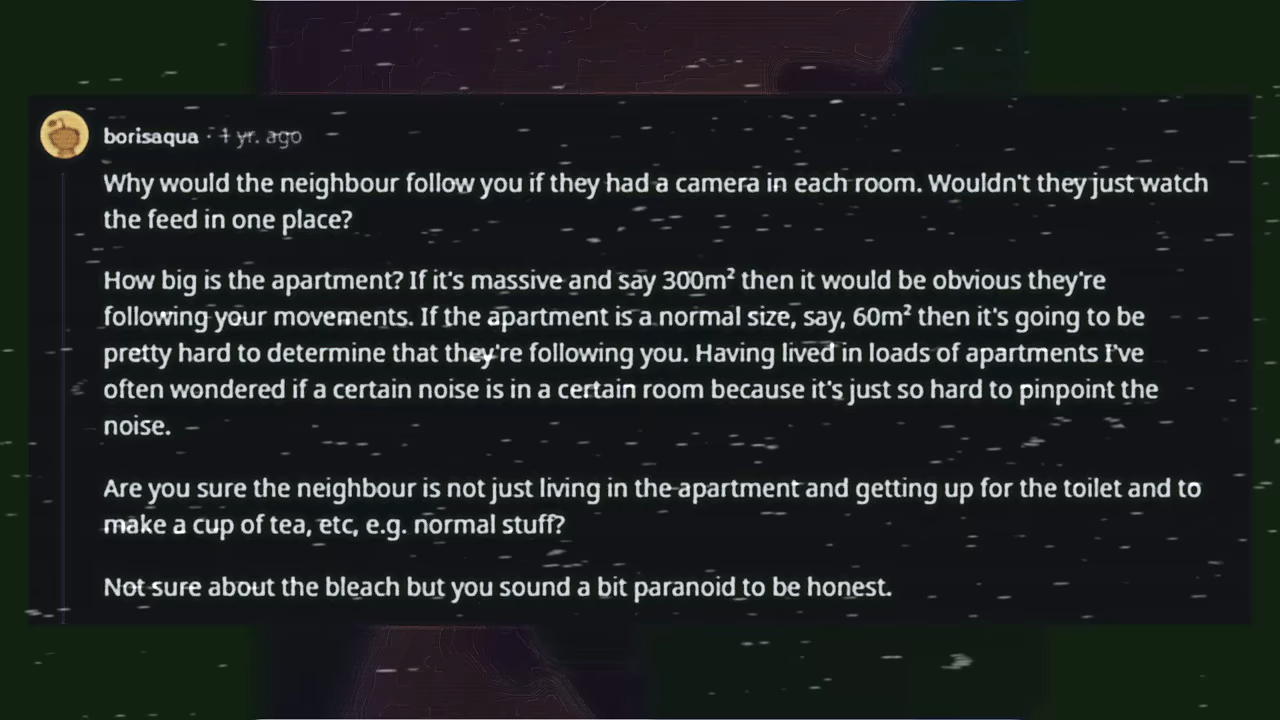 borisaqua · 1 yr. ago
Why would the neighbour follow you if they had a camera in each room. Wouldn't they just watch
the feed in one place?
How big is the apartment? If it's massive and say 300m² then it would be obvious they're
following your movements. If the apartment is a normal size, say, 60m² then it's going to be
pretty hard to determine that they're following you. Having lived in loads of apartments I've
often wondered if a certain noise is in a certain room because it's just so hard to pinpoint the
noise.
Are you sure the neighbour is not just living in the apartment and getting up for the toilet and to
make a cup of tea, etc, e.g. normal stuff?
Not sure about the bleach but you sound a bit paranoid to be honest.